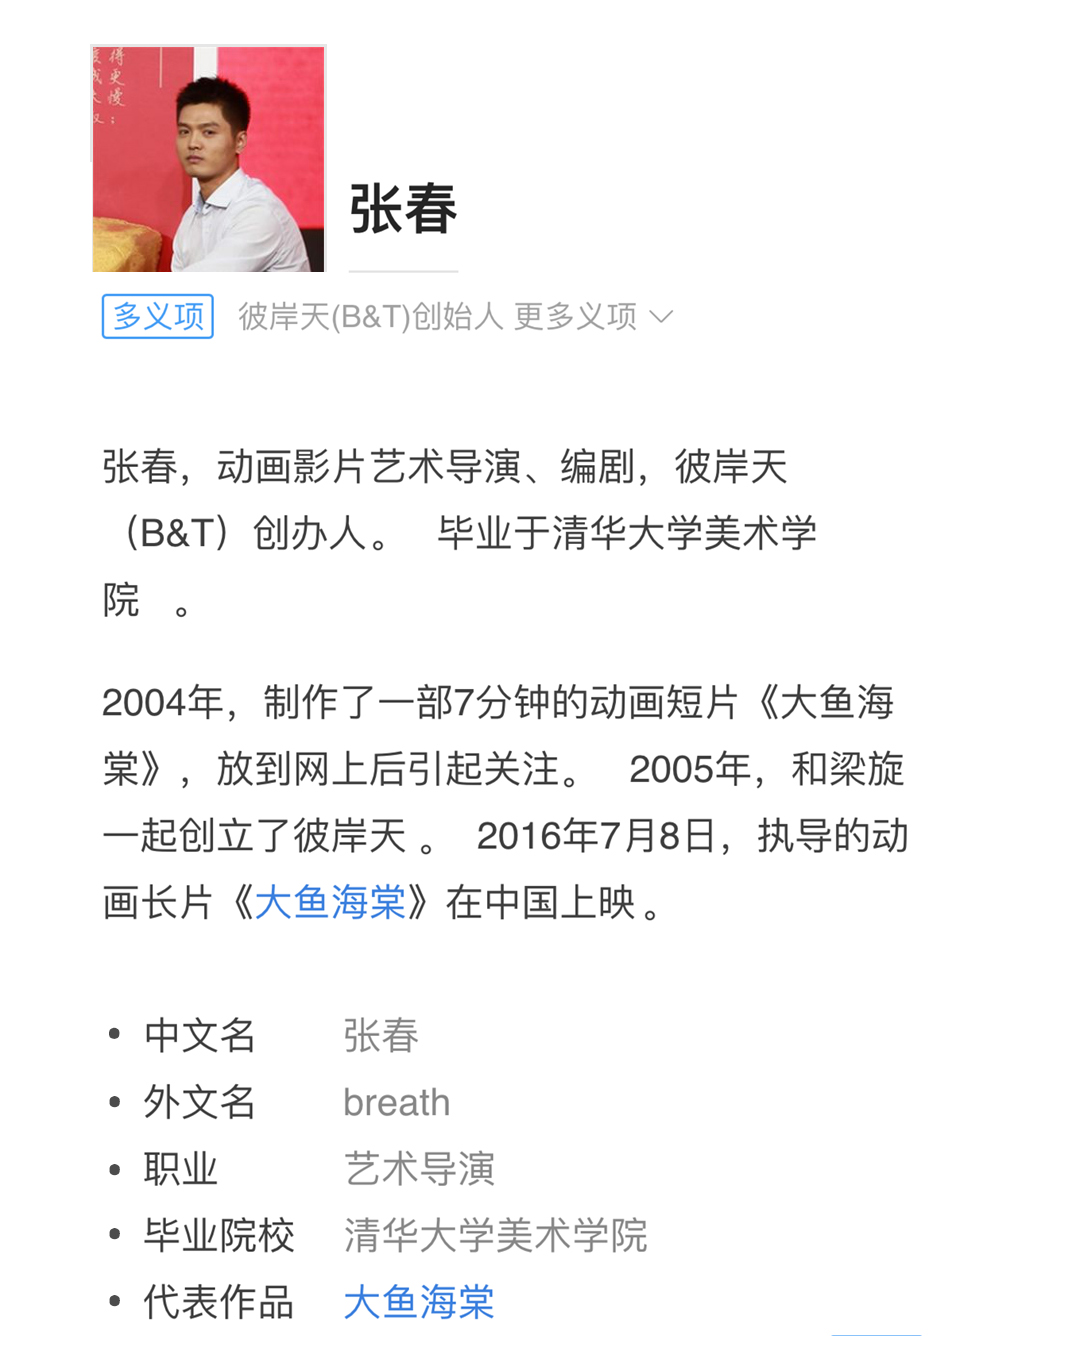 得更慢
张春
多义项 彼岸天(B&T)创始人 更多义项
张春，动画影片艺术导演、编剧，彼岸天
（B&T）创办人。 毕业于清华大学美术学
院 。
2004年，制作了一部7分钟的动画短片《大鱼海
棠》，放到网上后引起关注。 2005年，和梁旋
一起创立了彼岸天 。 2016年7月8日，执导的动
画长片《大鱼海棠》在中国上映 。
• 中文名 张春
• 外文名 breath
• 职业 艺术导演
• 毕业院校 清华大学美术学院
• 代表作品 大鱼海棠